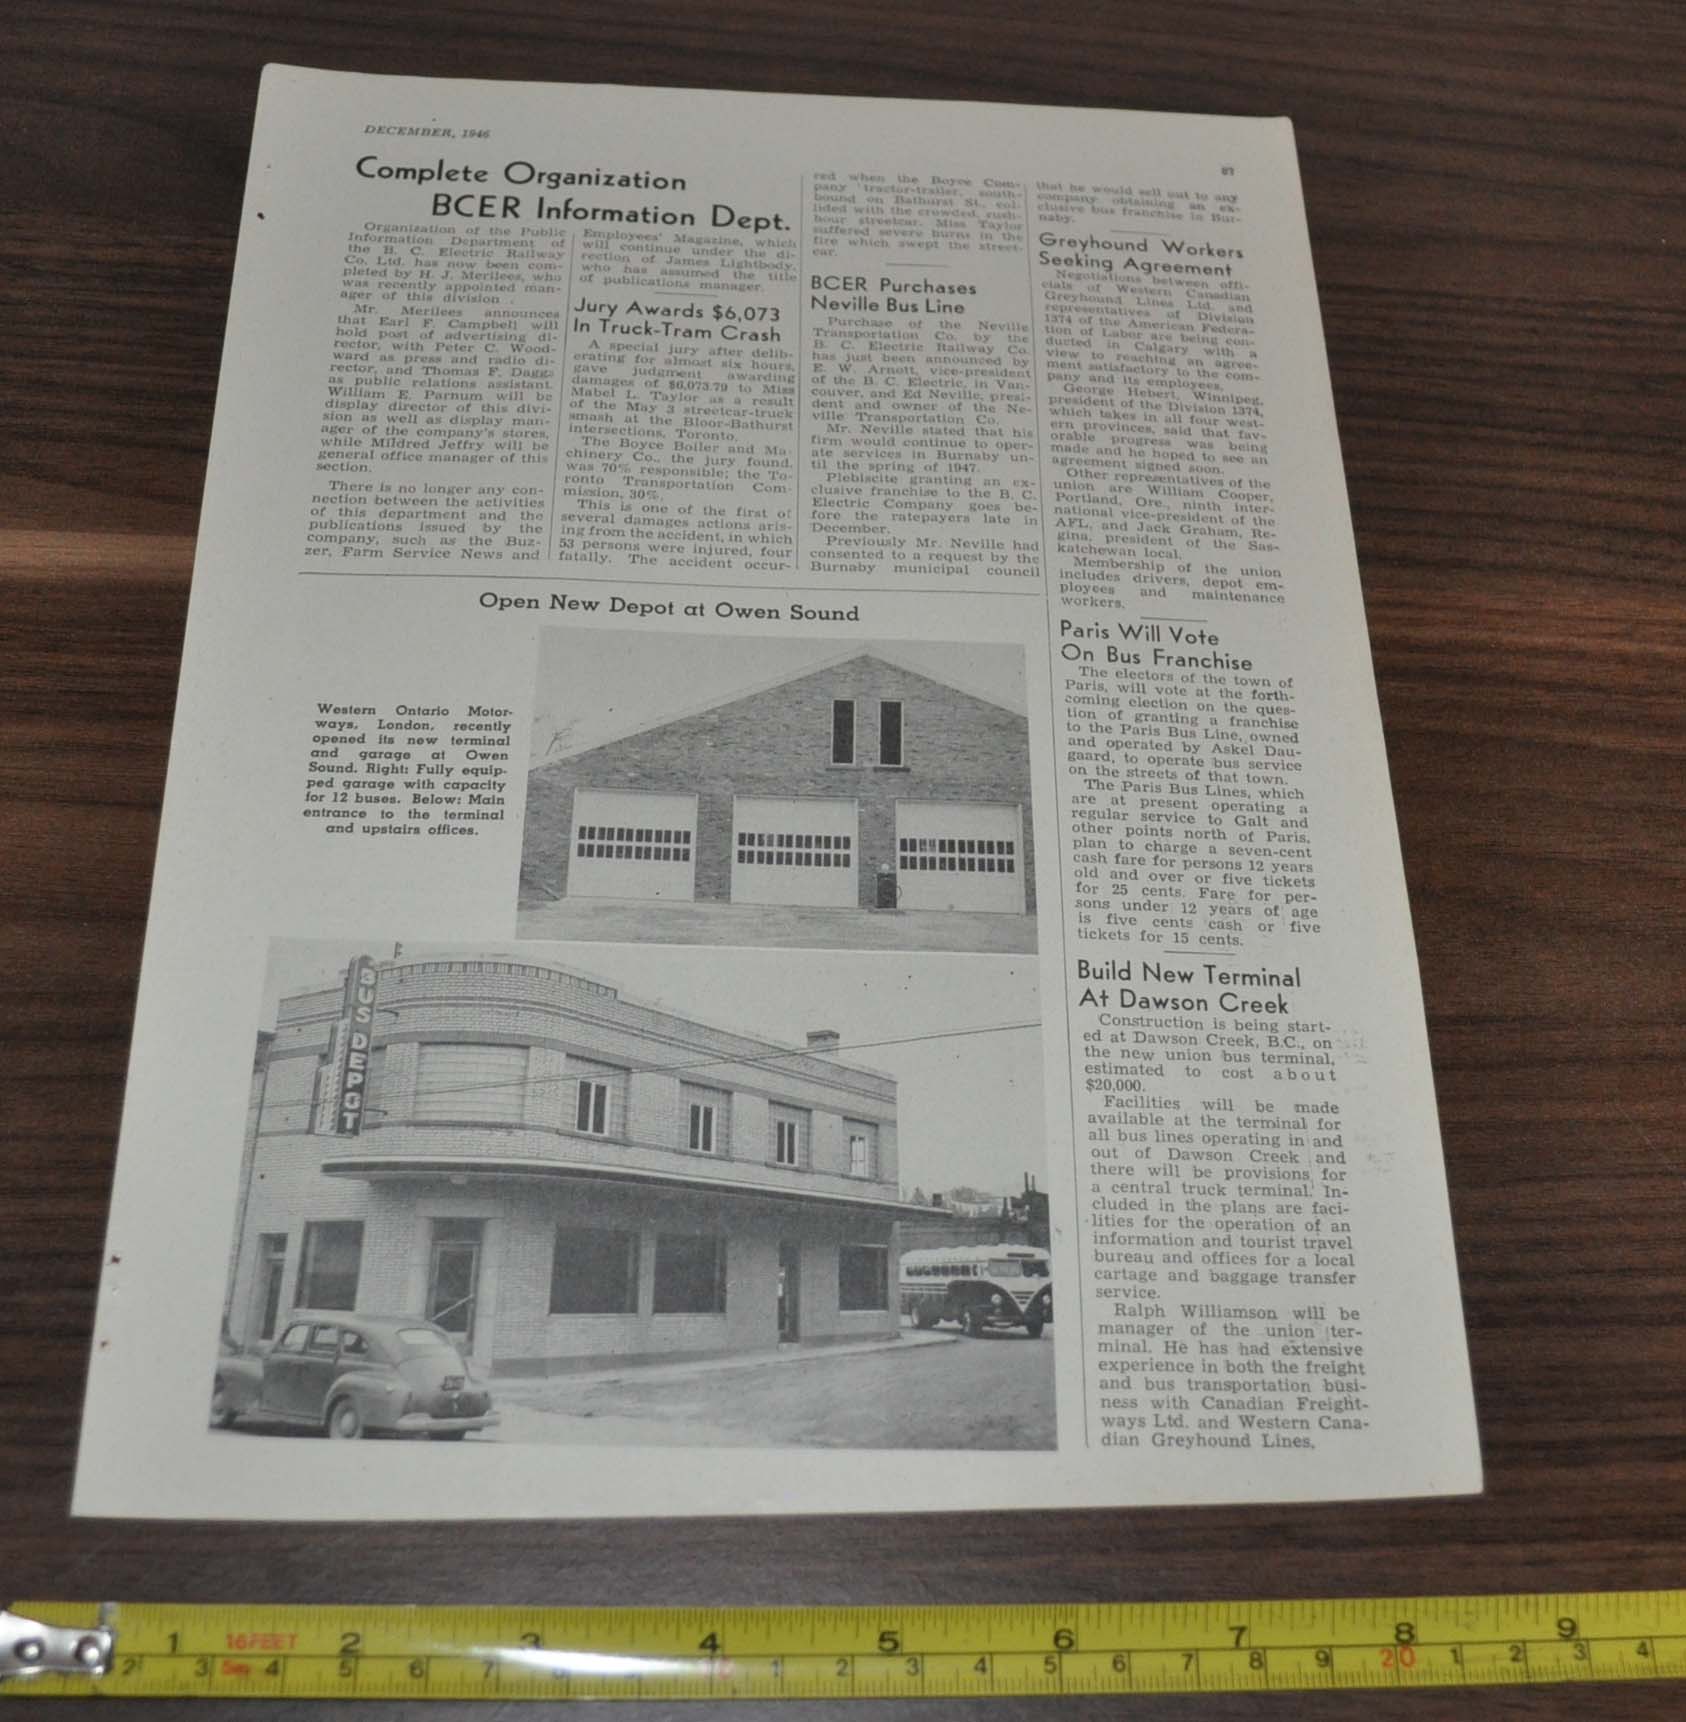 DECEMBER, 1946
87
Complete Organization
BCER Information Dept.
Organization of the Public
Information Department of
the B. C. Electric Railway
Co. Ltd. has now been com-
pleted by H. J. Merilees, who
was recently appointed man-
ager of this division .
Mr. Merilees announces
that Earl F. Campbell will
hold post of advertising di-
rector, with Peter C. Wood-
ward as press and radio di-
rector, and Thomas F. Dagg
as public relations assistant.
William E. Parnum will be
display director of this divi-
sion as well as display man-
ager of the company's stores,
while Mildred Jeffry will be
general office manager of this
section.
There is no longer any con-
nection between the activities
of this department and the
publications issued by the
company, such as the Buz-
zer, Farm Service News and
Employees' Magazine, which
will continue under the di-
rection of James Lightbody,
who has assumed the title
of publications manager.
Jury Awards $6,073
In Truck-Tram Crash
A special jury after delib-
erating for almost six hours,
gave judgment awarding
damages of $6,073.79 to Miss
Mabel L. Taylor as a result
of the May 3 streetcar-truck
smash at the Bloor-Bathurst
intersections, Toronto.
The Boyce Boiler and Ma-
chinery Co., the jury found,
was 70% responsible; the To-
ronto Transportation Com-
mission, 30%.
This is one of the first of
several damages actions aris-
ing from the accident, in which
53 persons were injured, four
fatally. The accident occur-
red when the Boyce Com-
pany tractor-trailer, south-
bound on Bathurst St., col-
lided with the crowded, rush-
hour streetcar. Miss Taylor
suffered severe burns in the
fire which swept the street-
car.
BCER Purchases
Neville Bus Line
Purchase of the Neville
Transportation Co. by the
B. C. Electric Railway Co.
has just been announced by
E. W. Arnott, vice-president
of the B. C. Electric, in Van-
couver, and Ed Neville, presi-
dent and owner of the Ne-
ville Transportation Co.
Mr. Neville stated that his
firm would continue to oper-
ate services in Burnaby un-
til the spring of 1947.
Plebiscite granting an ex-
clusive franchise to the B. C.
Electric Company goes be-
fore the ratepayers late in
December.
Previously Mr. Neville had
consented to a request by the
Burnaby municipal council
that he would sell out to any
company obtaining an ex-
clusive bus franchise in Bur-
naby.
Greyhound Workers
Seeking Agreement
Negotiations between offi-
cials of Western Canadian
Greyhound Lines Ltd. and
representatives of Division
1374 of the American Federa-
tion of Labor are being con-
ducted in Calgary with a
view to reaching an agree-
ment satisfactory to the com-
pany and its employees.
George Hebert, Winnipeg,
president of the Division 1374,
which takes in all four west-
ern provinces, said that fav-
orable progress was being
made and he hoped to see an
agreement signed soon.
Other representatives of the
union are William Cooper,
Portland, Ore., ninth inter-
national vice-president of the
AFL, and Jack Graham, Re-
gina, president of the Sas-
katchewan local.
Membership of the union
includes drivers, depot em-
ployees and maintenance
workers.
Paris Will Vote
On Bus Franchise
The electors of the town of
Paris, will vote at the forth-
coming election on the ques-
tion of granting a franchise
to the Paris Bus Line, owned
and operated by Askel Dau-
gaard, to operate bus service
on the streets of that town.
The Paris Bus Lines, which
are at present operating a
regular service to Galt and
other points north of Paris,
plan to charge a seven-cent
cash fare for persons 12 years
old and over or five tickets
for 25 cents. Fare for per-
sons under 12 years of age
is five cents cash or five
tickets for 15 cents.
Build New Terminal
At Dawson Creek
Construction is being start-
ed at Dawson Creek, B.C., on
the new union bus terminal,
estimated to cost about
$20,000.
Facilities will be made
available at the terminal for
all bus lines operating in and
out of Dawson Creek and
there will be provisions for
a central truck terminal. In-
cluded in the plans are faci-
lities for the operation of an
information and tourist travel
bureau and offices for a local
cartage and baggage transfer
service.
Ralph Williamson will be
manager of the union ter-
minal. He has had extensive
experience in both the freight
and bus transportation busi-
ness with Canadian Freight-
ways Ltd. and Western Cana-
dian Greyhound Lines.
Open New Depot at Owen Sound
Western Ontario Motor-
ways, London, recently
opened its new terminal
and garage at Owen
Sound. Right: Fully equip-
ped garage with capacity
for 12 buses. Below: Main
entrance to the terminal
and upstairs offices.
BUS DEPOT
1 16FEET 2 3 4 5 6 7 8 9
2 3 5m 4 5 6 7 10 1 2 3 4 5 6 7 8 9 20 1 2 3 4